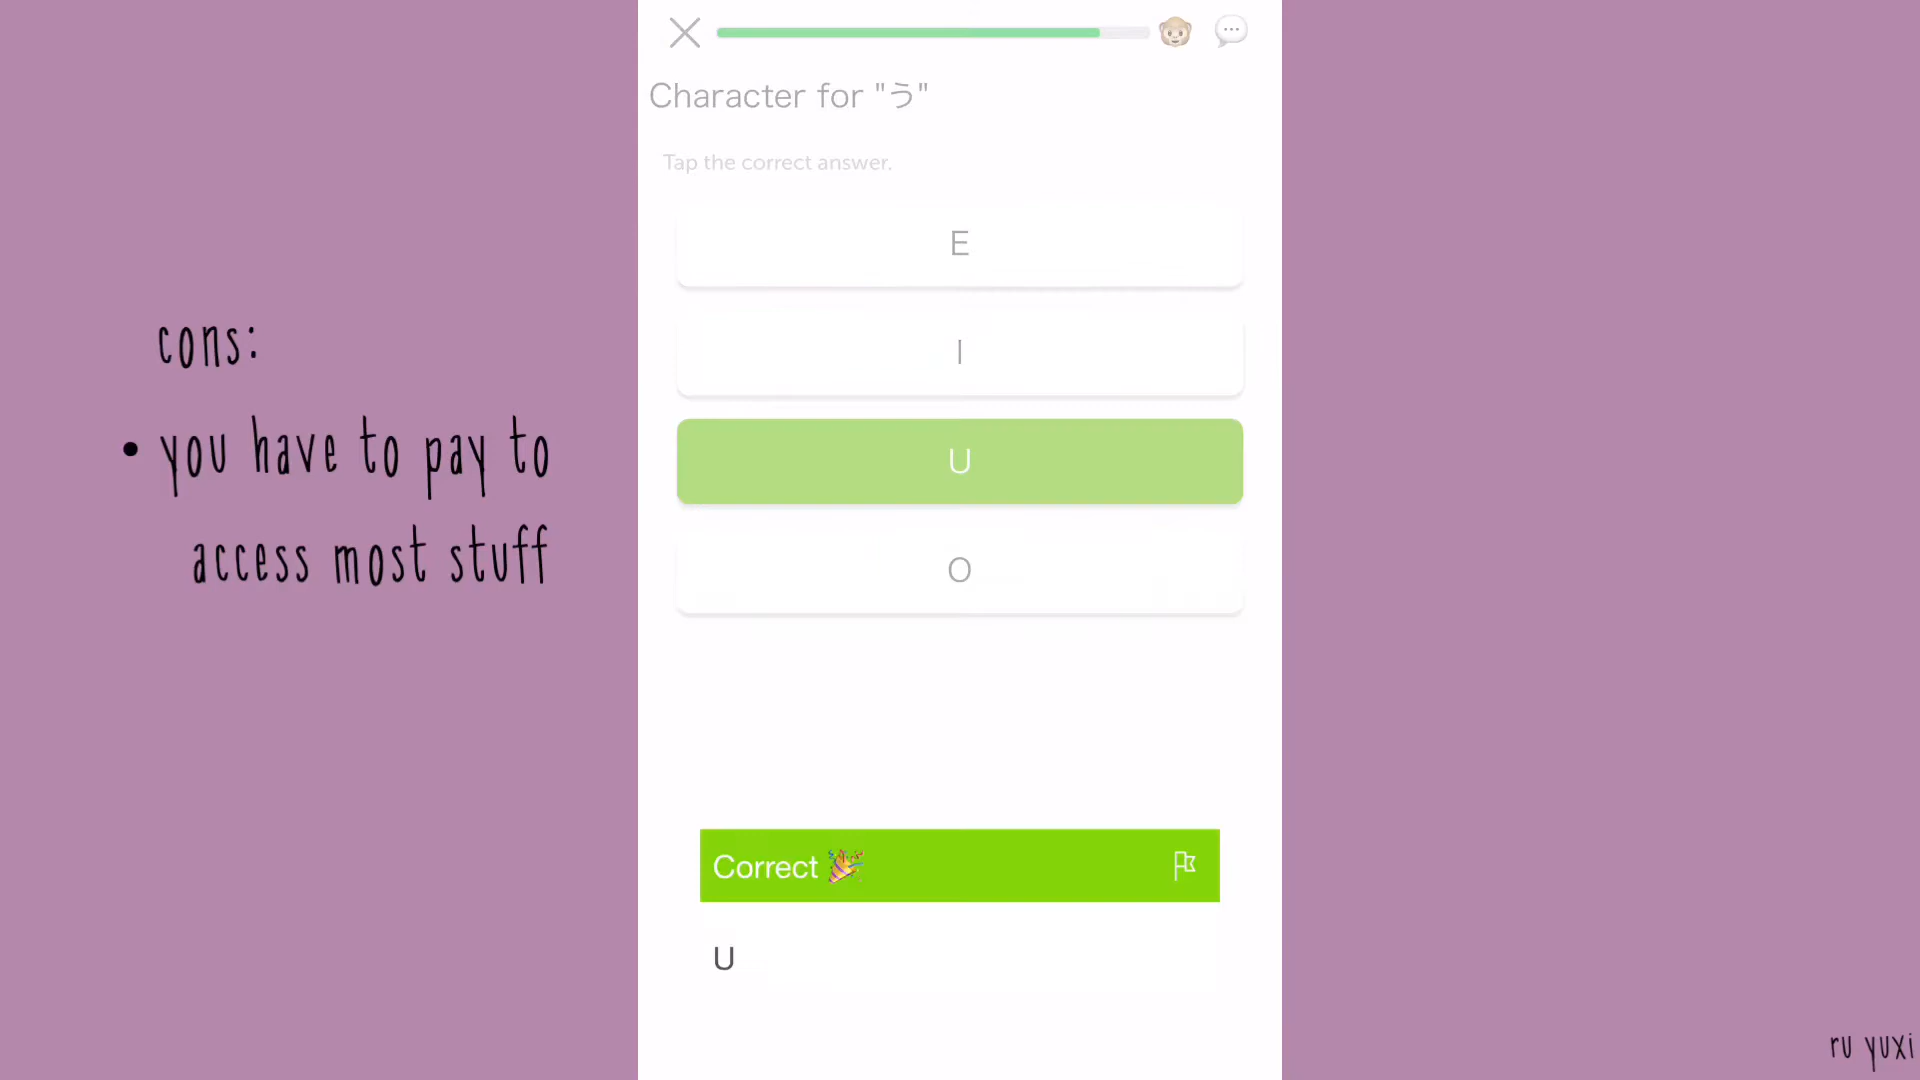 cons:
• you have to pay to
access most stuff
Character for "う"
Tap the correct answer.
E
I
U
O
Correct 🎉
U
ru yuxi